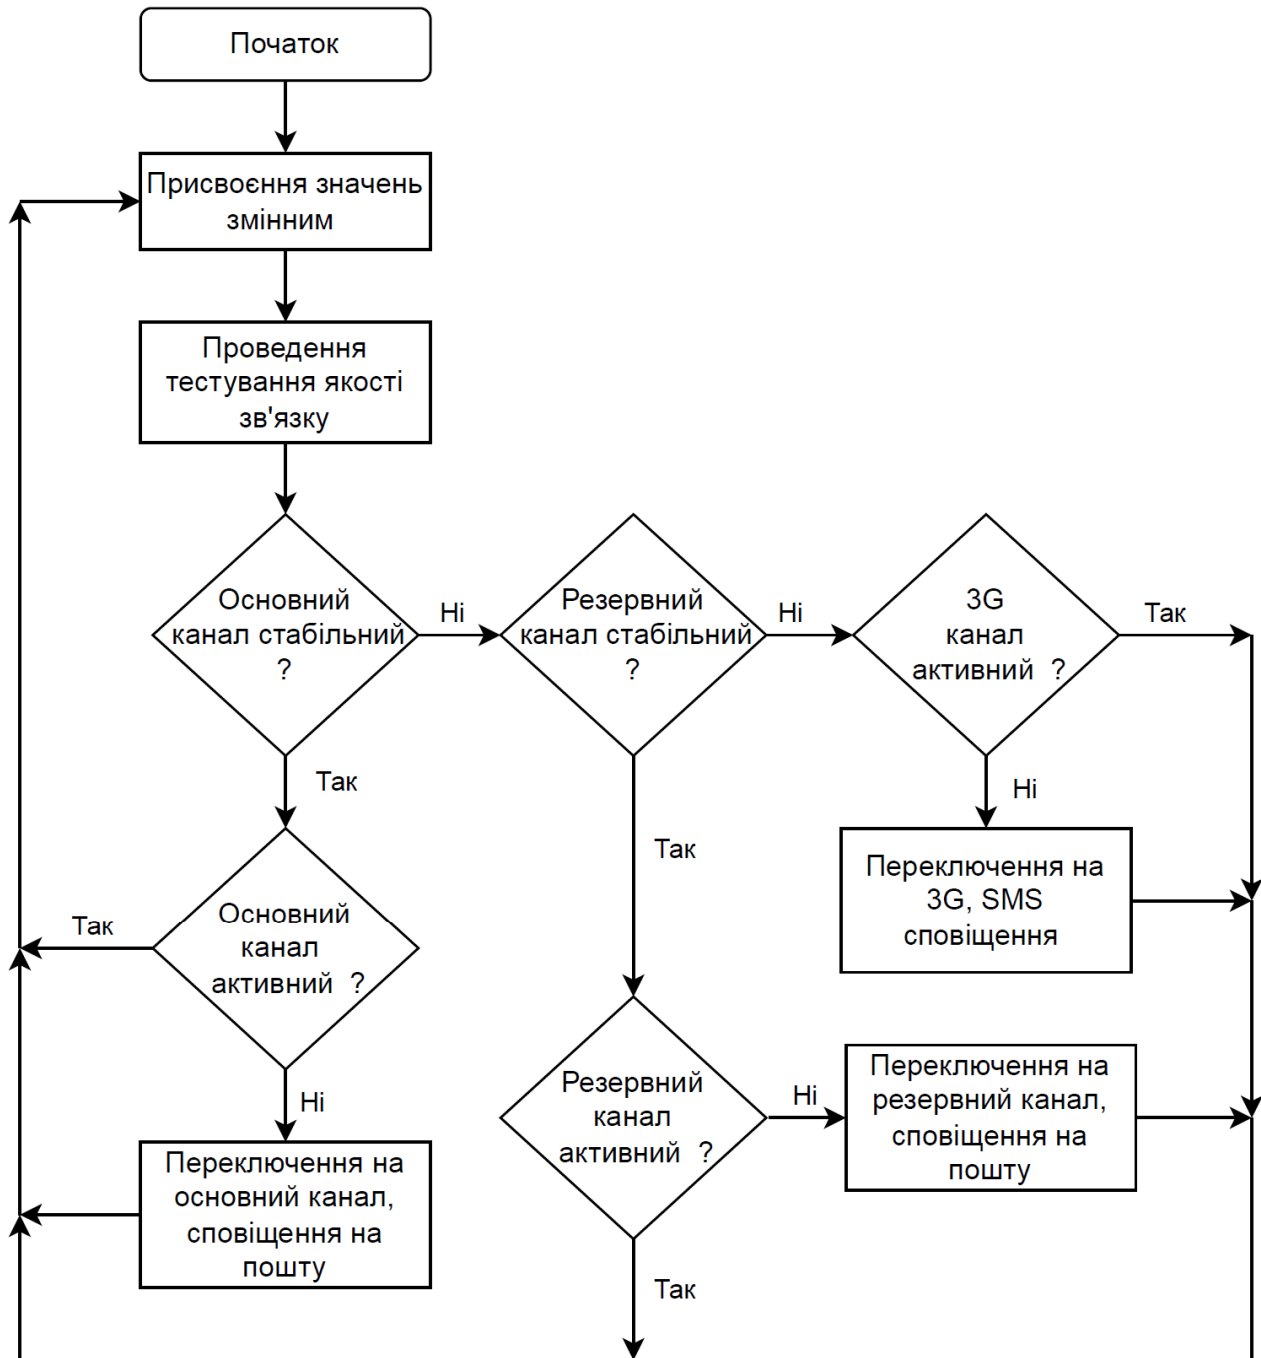 Початок
Присвоєння значень
змінним
Проведення
тестування якості
зв'язку
Основний
канал стабільний
?
Ні
Резервний
канал стабільний
?
Ні
3G
канал
активний ?
Так
Так
Ні
Так
Переключення на
3G, SMS
сповіщення
Основний
канал
активний ?
Так
Ні
Резервний
канал
активний ?
Ні
Переключення на
резервний канал,
сповіщення на
пошту
Переключення на
основний канал,
сповіщення на
пошту
Так